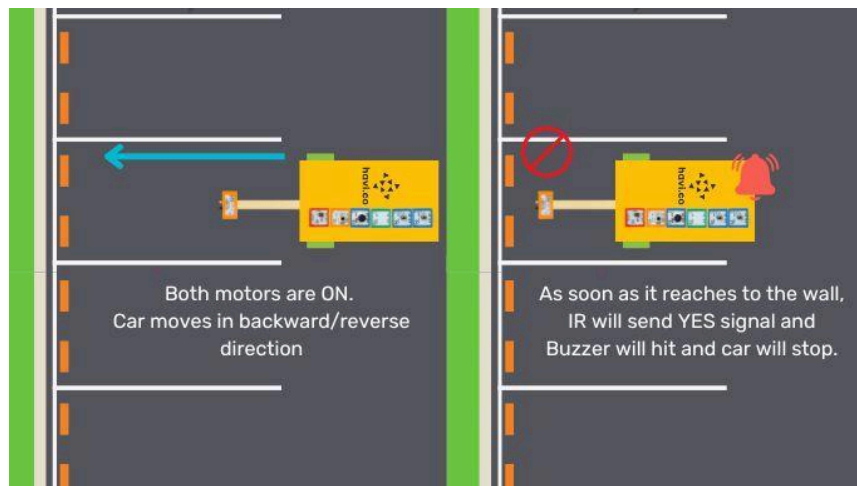 havi.co
Both motors are ON.
Car moves in backward/reverse
direction
havi.co
As soon as it reaches to the wall,
IR will send YES signal and
Buzzer will hit and car will stop.